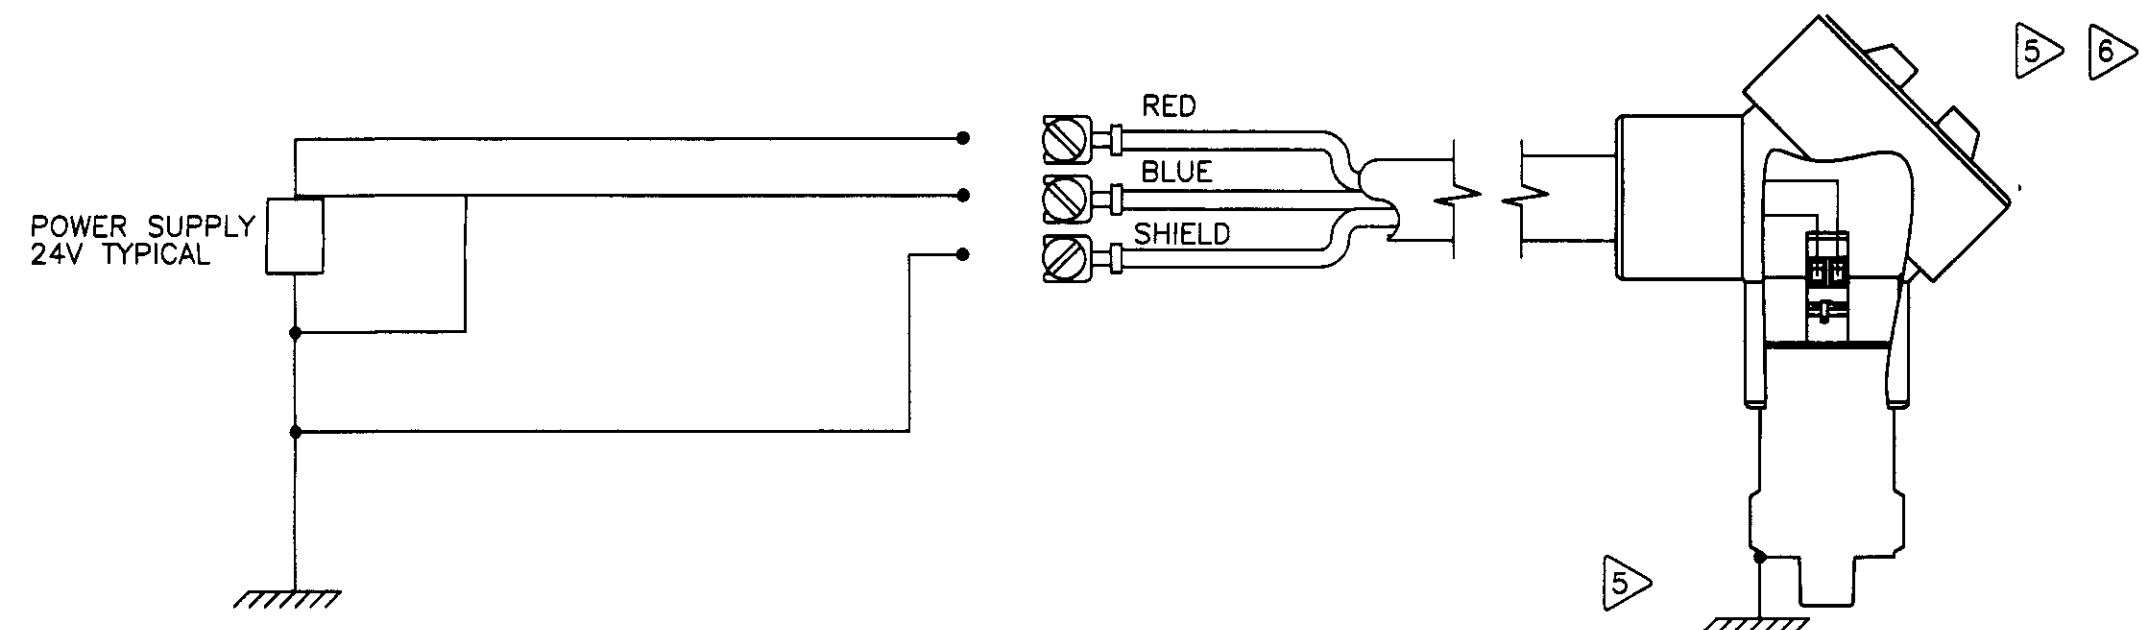 5 6
RED
BLUE
POWER SUPPLY
24V TYPICAL
SHIELD
5